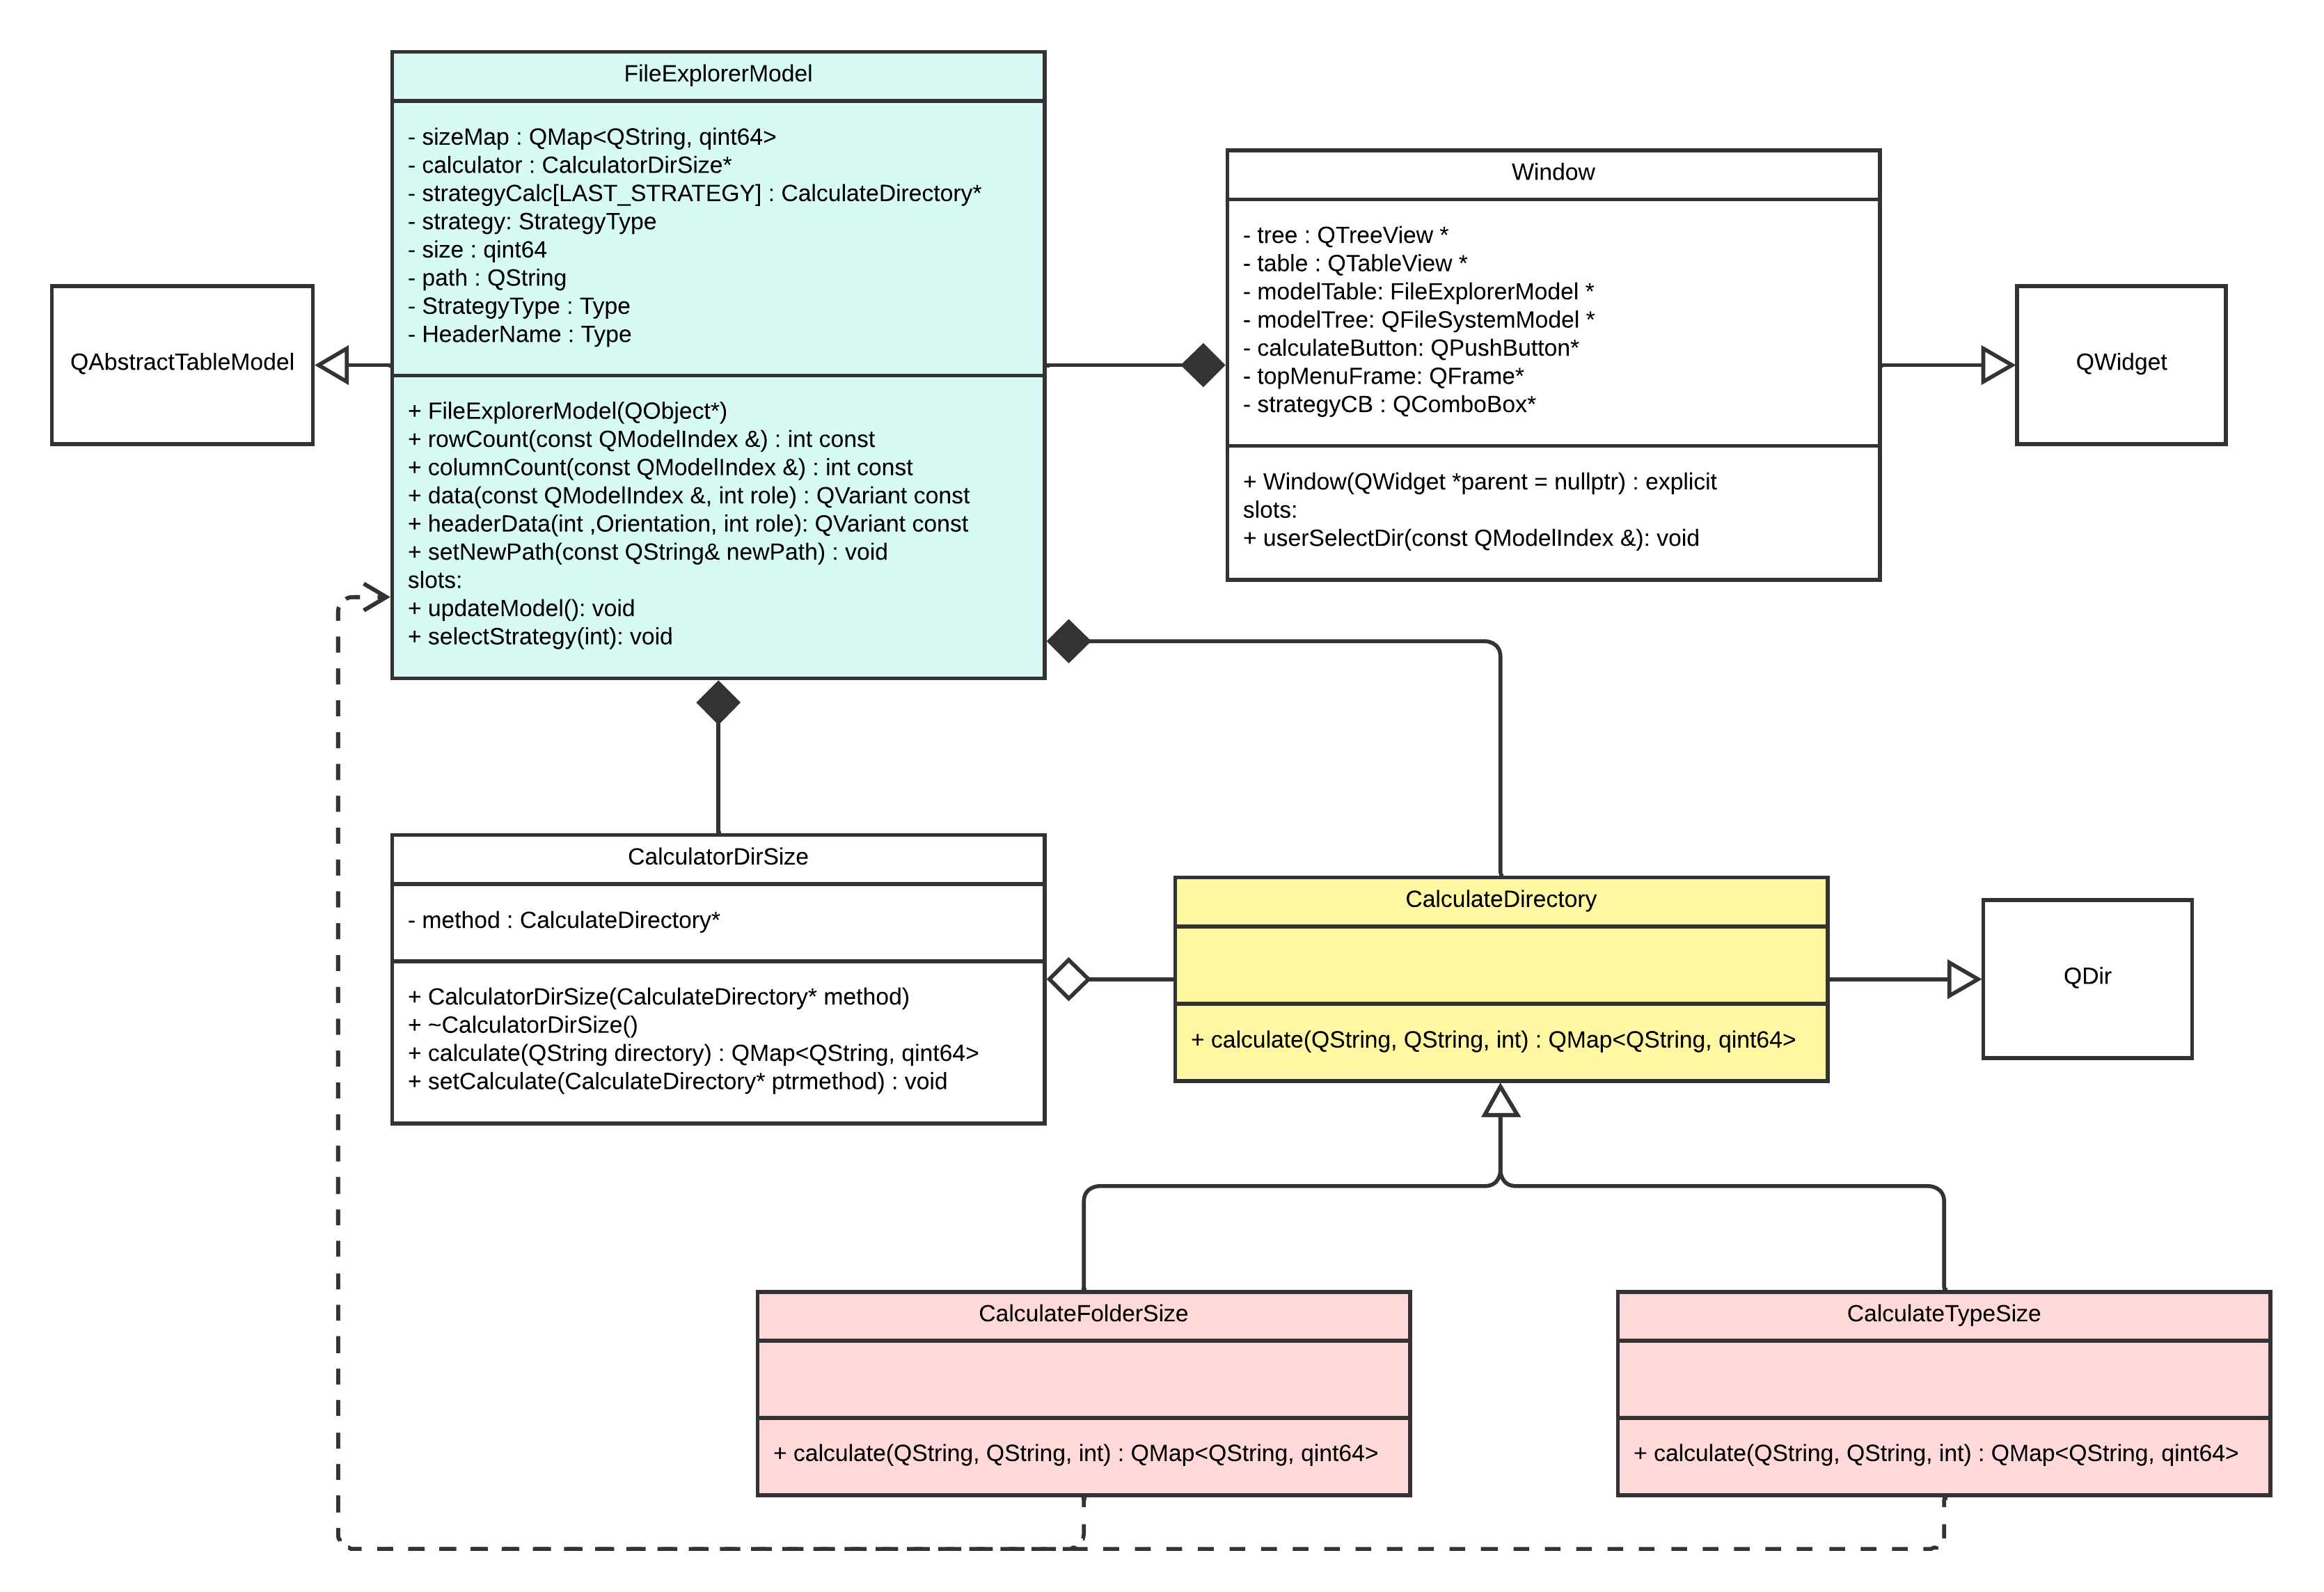 FileExplorerModel
- sizeMap : QMap<QString, qint64>
- calculator : CalculatorDirSize*
- strategyCalc[LAST_STRATEGY] : CalculateDirectory*
- strategy: StrategyType
- size : qint64
- path : QString
- StrategyType : Type
- HeaderName : Type
+ FileExplorerModel(QObject*)
+ rowCount(const QModelIndex &) : int const
+ columnCount(const QModelIndex &) : int const
+ data(const QModelIndex &, int role) : QVariant const
+ headerData(int ,Orientation, int role): QVariant const
+ setNewPath(const QString& newPath) : void
slots:
+ updateModel(): void
+ selectStrategy(int): void
QAbstractTableModel
Window
- tree : QTreeView *
- table : QTableView *
- modelTable: FileExplorerModel *
- modelTree: QFileSystemModel *
- calculateButton: QPushButton*
- topMenuFrame: QFrame*
- strategyCB : QComboBox*
+ Window(QWidget *parent = nullptr) : explicit
slots:
+ userSelectDir(const QModelIndex &): void
QWidget
CalculatorDirSize
- method : CalculateDirectory*
+ CalculatorDirSize(CalculateDirectory* method)
+ ~CalculatorDirSize()
+ calculate(QString directory) : QMap<QString, qint64>
+ setCalculate(CalculateDirectory* ptrmethod) : void
CalculateDirectory
+ calculate(QString, QString, int) : QMap<QString, qint64>
QDir
CalculateFolderSize
+ calculate(QString, QString, int) : QMap<QString, qint64>
CalculateTypeSize
+ calculate(QString, QString, int) : QMap<QString, qint64>